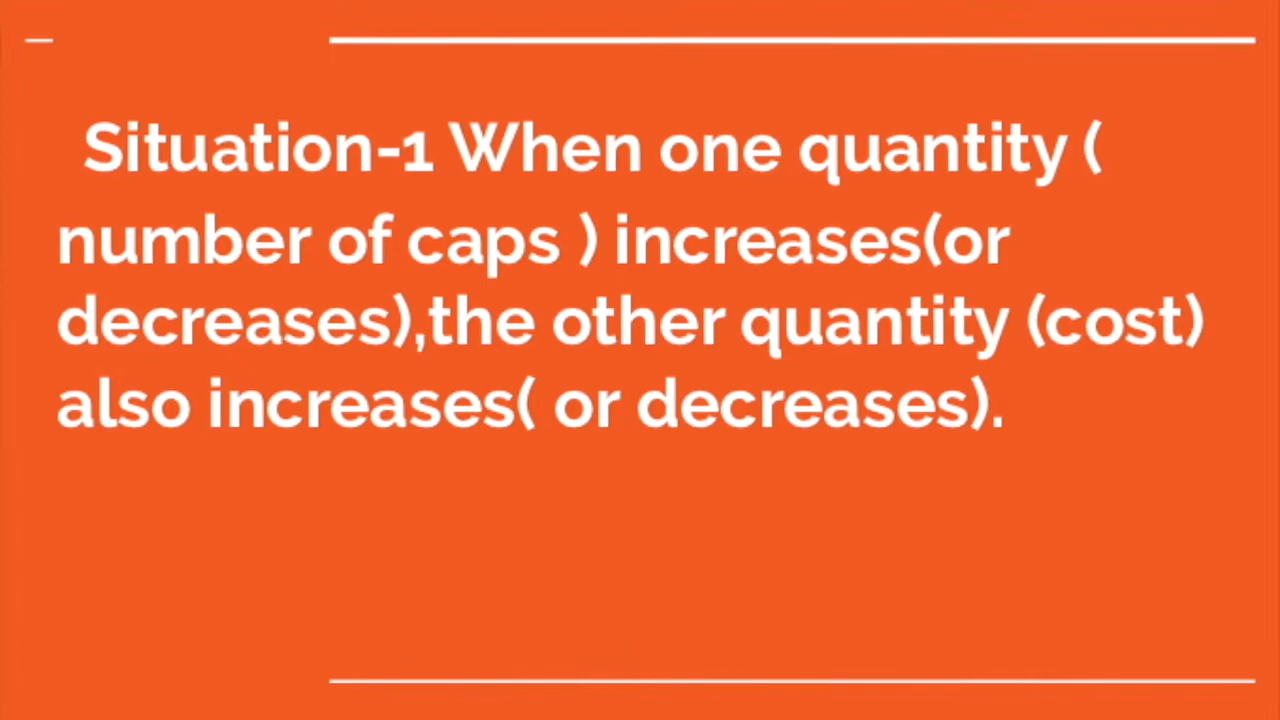 Situation-1 When one quantity (
number of caps ) increases(or
decreases),the other quantity (cost)
also increases( or decreases).